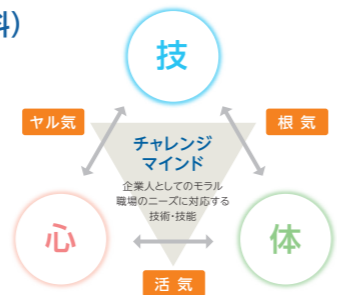 料)
技
ヤル気
根気
チャレンジ
マインド
企業人としてのモラル
職場のニーズに対応する
技術・技能
心
体
活気